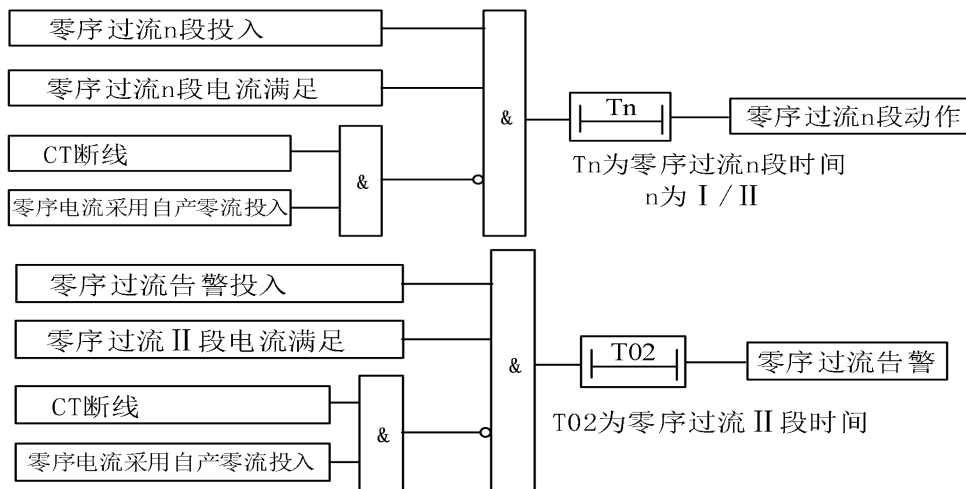 零序过流n段投入
零序过流n段电流满足
CT断线
零序电流采用自产零流投入
&
&
Tn
零序过流n段动作
Tn为零序过流n段时间
n为Ⅰ/Ⅱ
零序过流告警投入
零序过流Ⅱ段电流满足
CT断线
零序电流采用自产零流投入
&
&
T02
零序过流告警
T02为零序过流Ⅱ段时间